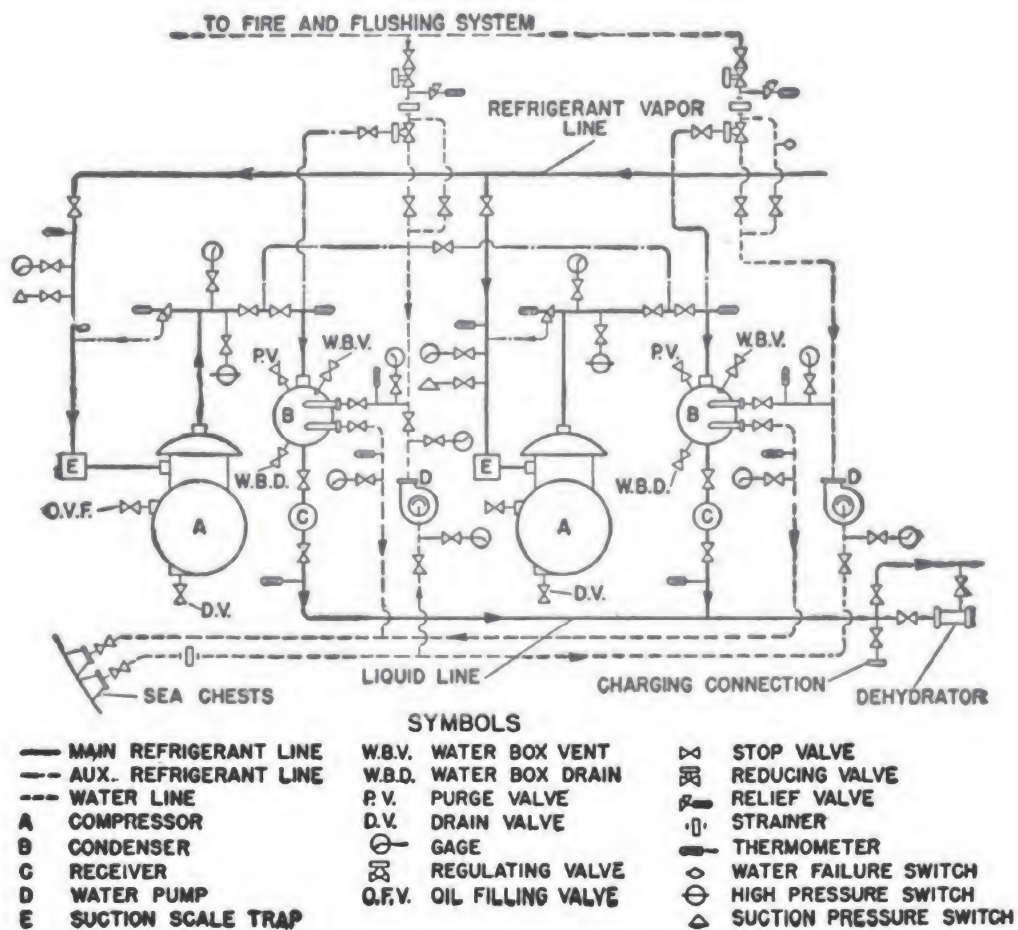 TO FIRE AND FLUSHING SYSTEM
REFRIGERANT VAPOR
LINE
P.V.
W.B.V.
P.V.
W.B.V.
B
B
W.B.D.
W.B.D.
D
D
E
E
O.V.F.
A
C
A
C
D.V.
D.V.
SEA CHESTS
LIQUID LINE
CHARGING CONNECTION
DEHYDRATOR
SYMBOLS
MAIN REFRIGERANT LINE
AUX. REFRIGERANT LINE
WATER LINE
A COMPRESSOR
B CONDENSER
C RECEIVER
D WATER PUMP
E SUCTION SCALE TRAP
W.B.V. WATER BOX VENT
W.B.D. WATER BOX DRAIN
P.V. PURGE VALVE
D.V. DRAIN VALVE
GAGE
REGULATING VALVE
O.F.V. OIL FILLING VALVE
STOP VALVE
REDUCING VALVE
RELIEF VALVE
STRAINER
THERMOMETER
WATER FAILURE SWITCH
HIGH PRESSURE SWITCH
SUCTION PRESSURE SWITCH